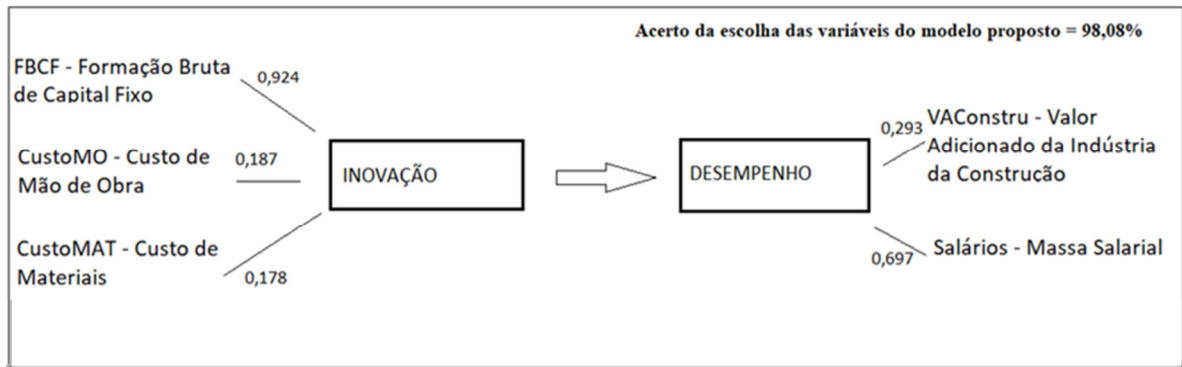 Acerto da escolha das variáveis do modelo proposto = 98,08%
FBCF - Formação Bruta
de Capital Fixo
0,924
CustoMO - Custo de
Mão de Obra
0,187
CustoMAT - Custo de
Materiais
0,178
INOVAÇÃO
DESEMPENHO
0,293
VAConstru - Valor
Adicionado da Indústria
da Construção
0,697
Salários - Massa Salarial